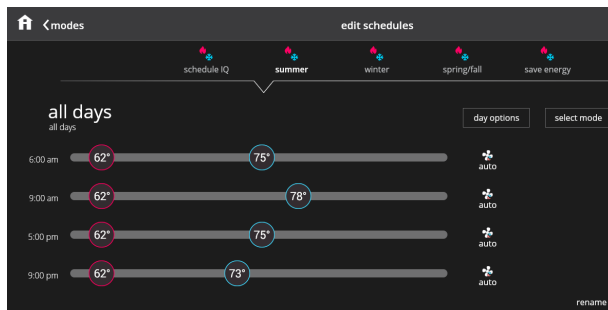 modes
edit schedules
schedule IQ
summer
winter
spring/fall
save energy
all days
all days
day options
select mode
6:00 am
62°
75°
auto
9:00 am
62°
78°
auto
5:00 pm
62°
75°
auto
9:00 pm
62°
73°
auto
rename